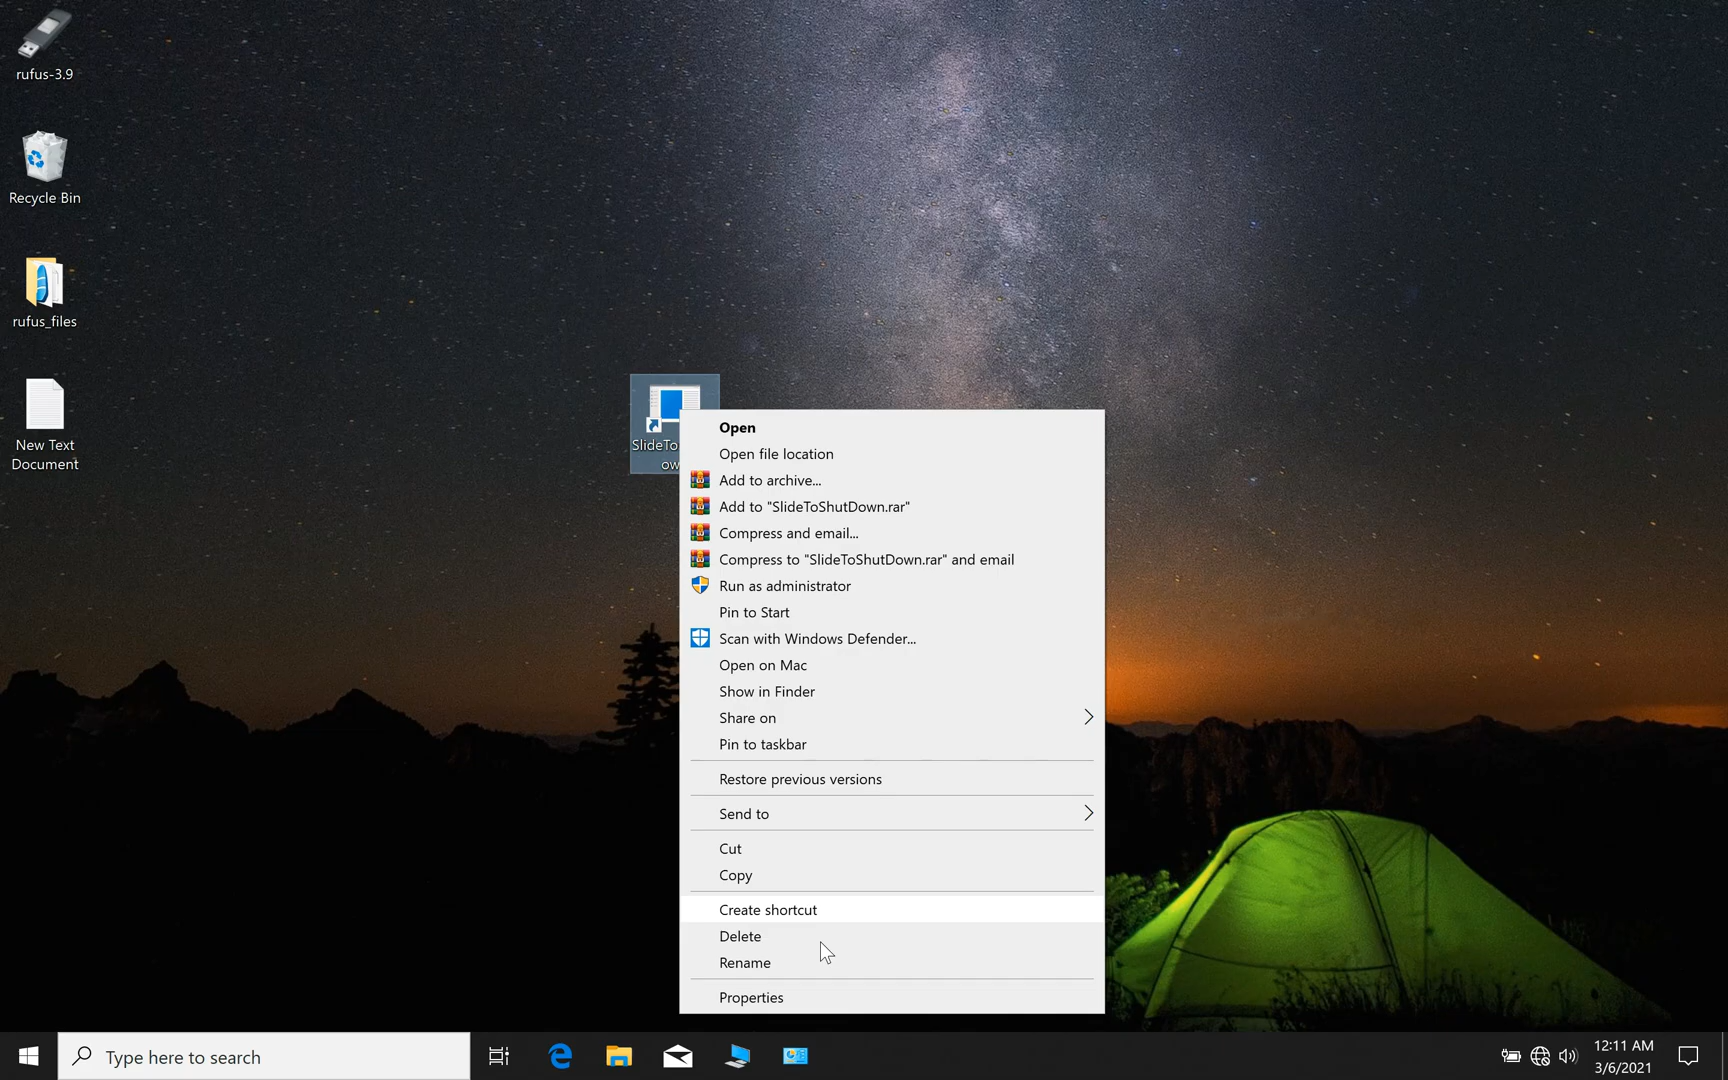 rufus-3.9
Recycle Bin
rufus_files
New Text
Document
SlideTo
ow
Open
Open file location
Add to archive...
Add to "SlideToShutDown.rar"
Compress and email...
Compress to "SlideToShutDown.rar" and email
Run as administrator
Pin to Start
Scan with Windows Defender...
Open on Mac
Show in Finder
Share on
Pin to taskbar
Restore previous versions
Send to
Cut
Copy
Create shortcut
Delete
Rename
Properties
Type here to search
12:11 AM
3/6/2021